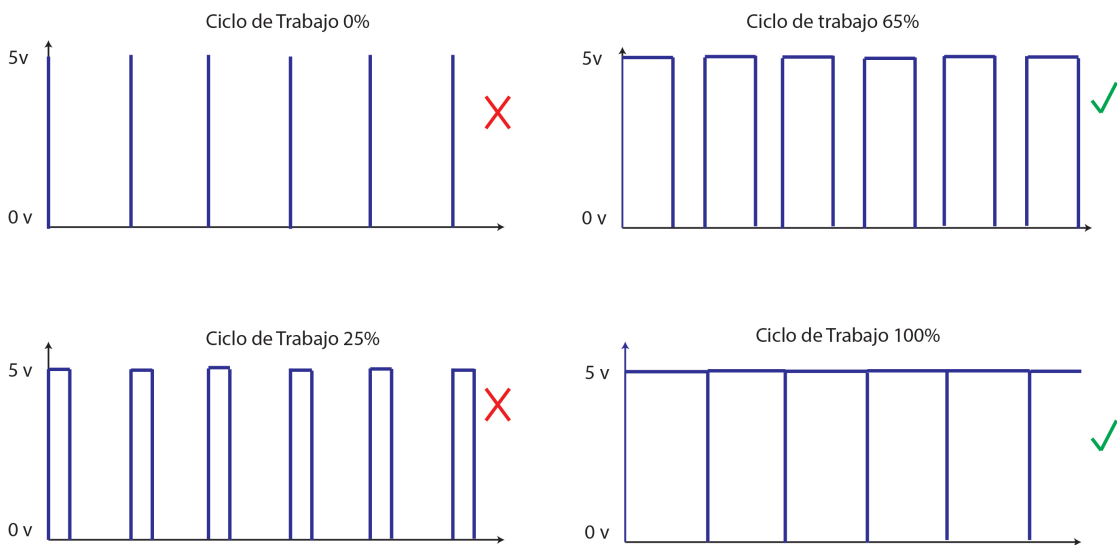 Ciclo de Trabajo 0%
5v
0 v
Ciclo de trabajo 65%
5v
0 v
Ciclo de Trabajo 25%
5 v
0 v
Ciclo de Trabajo 100%
5 v
0 v